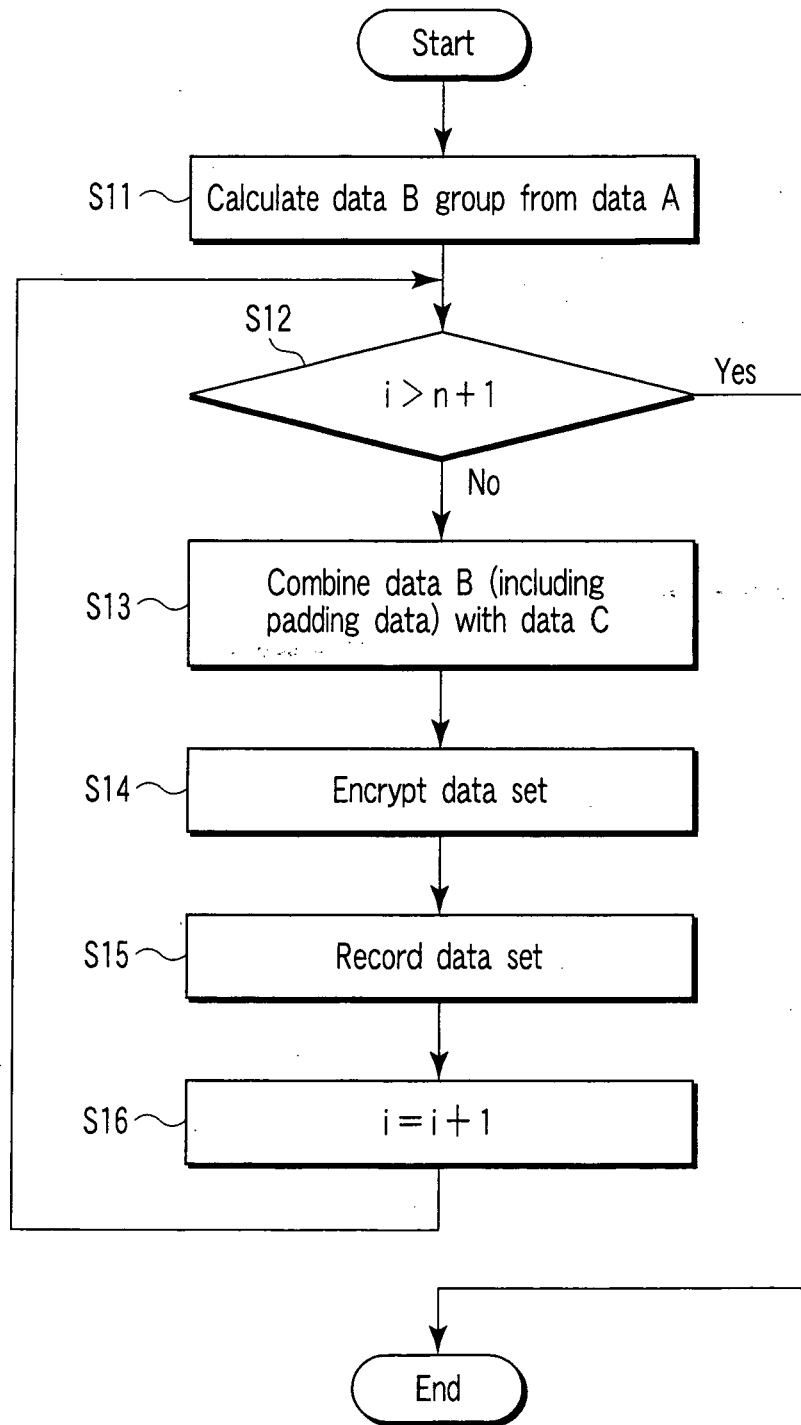 Start
S11
Calculate data B group from data A
S12
i > n + 1
Yes
No
S13
Combine data B (including
padding data) with data C
S14
Encrypt data set
S15
Record data set
S16
i = i + 1
End